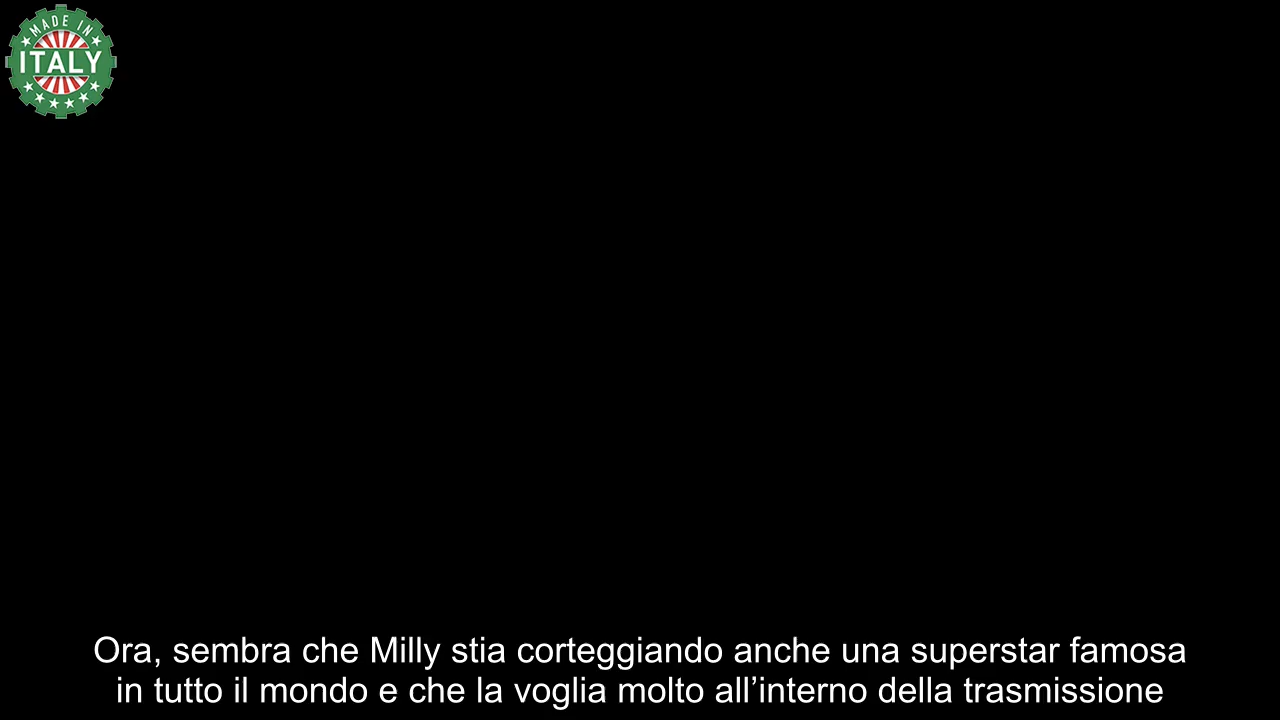 MADE IN
ITALY
Ora, sembra che Milly stia corteggiando anche una superstar famosa
in tutto il mondo e che la voglia molto all’interno della trasmissione